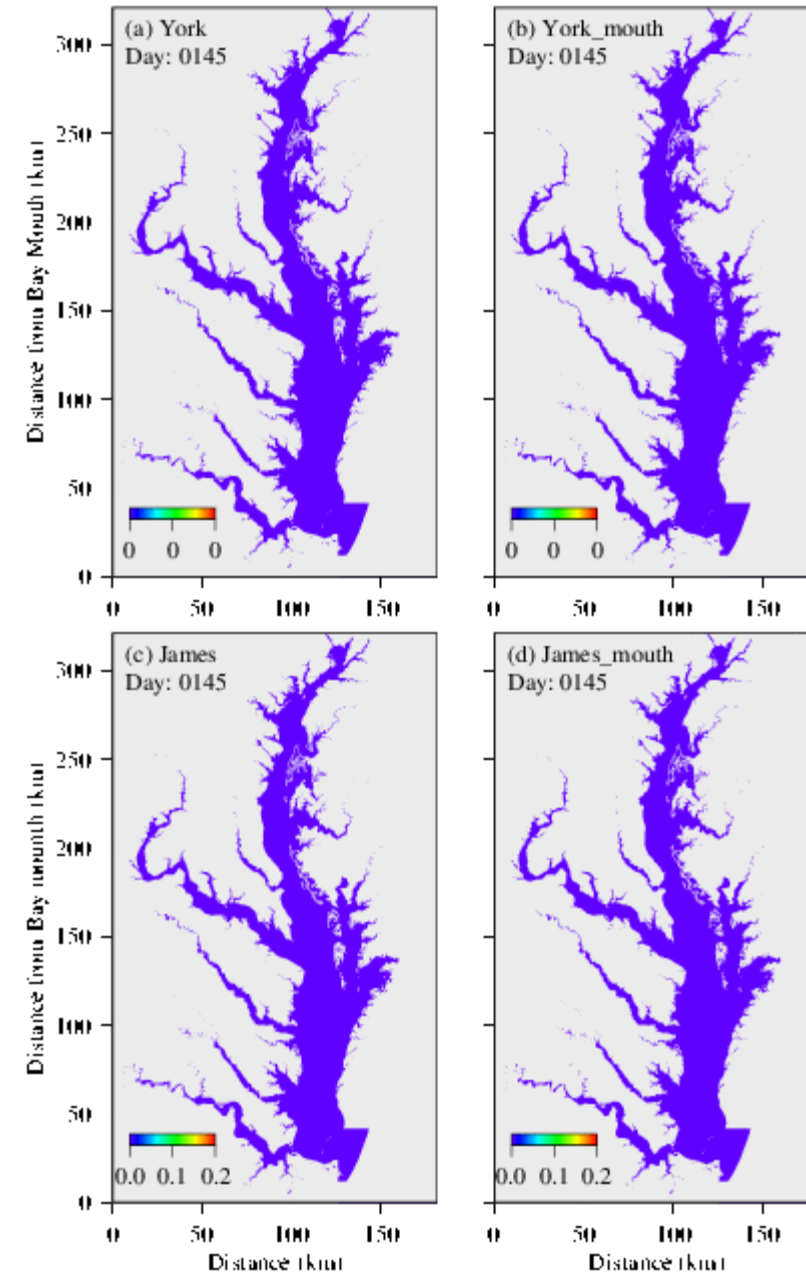 (a) York
Day: 0145
(b) York_mouth
Day: 0145
300
250
200
150
100
50
0
Distance from Bay Mouth (km)
0 0 0
0 0 0
0 50 100 150
0 50 100 150
(c) James
Day: 0145
(d) James_mouth
Day: 0145
300
250
200
150
100
50
0
Distance from Bay mounth (km)
0.0 0.1 0.2
0.0 0.1 0.2
0 50 100 150
0 50 100 150
Distance (km)
Distance (km)